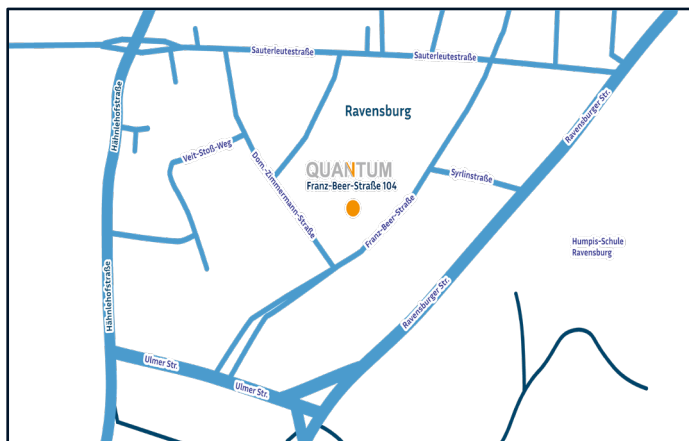 Sauterleutestraße
Sauterleutestraße
Hähnlehofstraße
Ravensburger Str.
Ravensburg
Veit-Stoß-Weg
Dom.-Zimmermann-Straße
QUANTUM
Franz-Beer-Straße 104
Syrlinstraße
Franz-Beer-Straße
Humpis-Schule
Ravensburg
Hähnlehofstraße
Ravensburger Str.
Ulmer Str.
Ulmer Str.